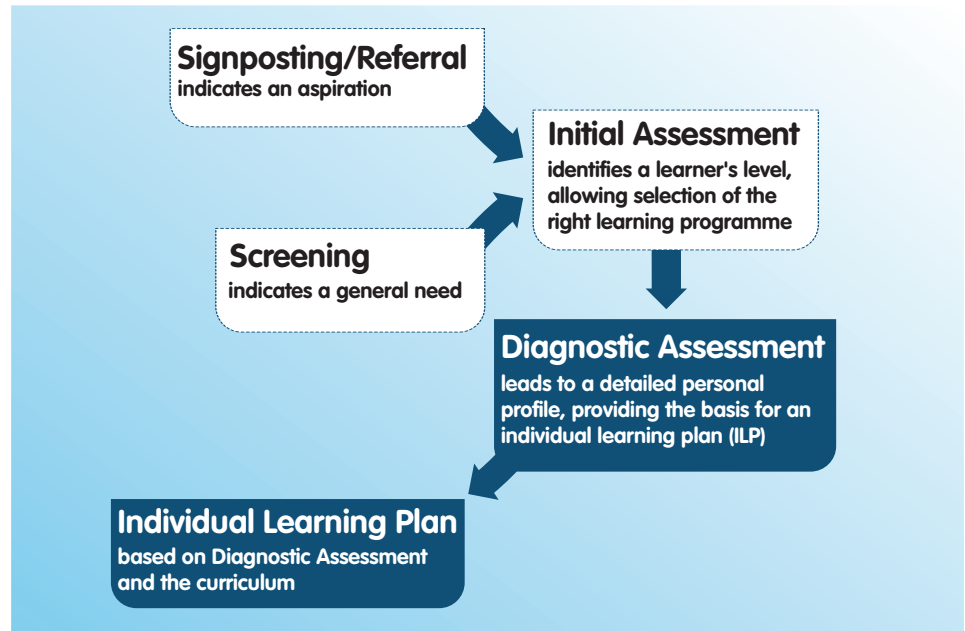 Signposting/Referral
indicates an aspiration
Initial Assessment
identifies a learner's level,
allowing selection of the
right learning programme
Screening
indicates a general need
Diagnostic Assessment
leads to a detailed personal
profile, providing the basis for an
individual learning plan (ILP)
Individual Learning Plan
based on Diagnostic Assessment
and the curriculum